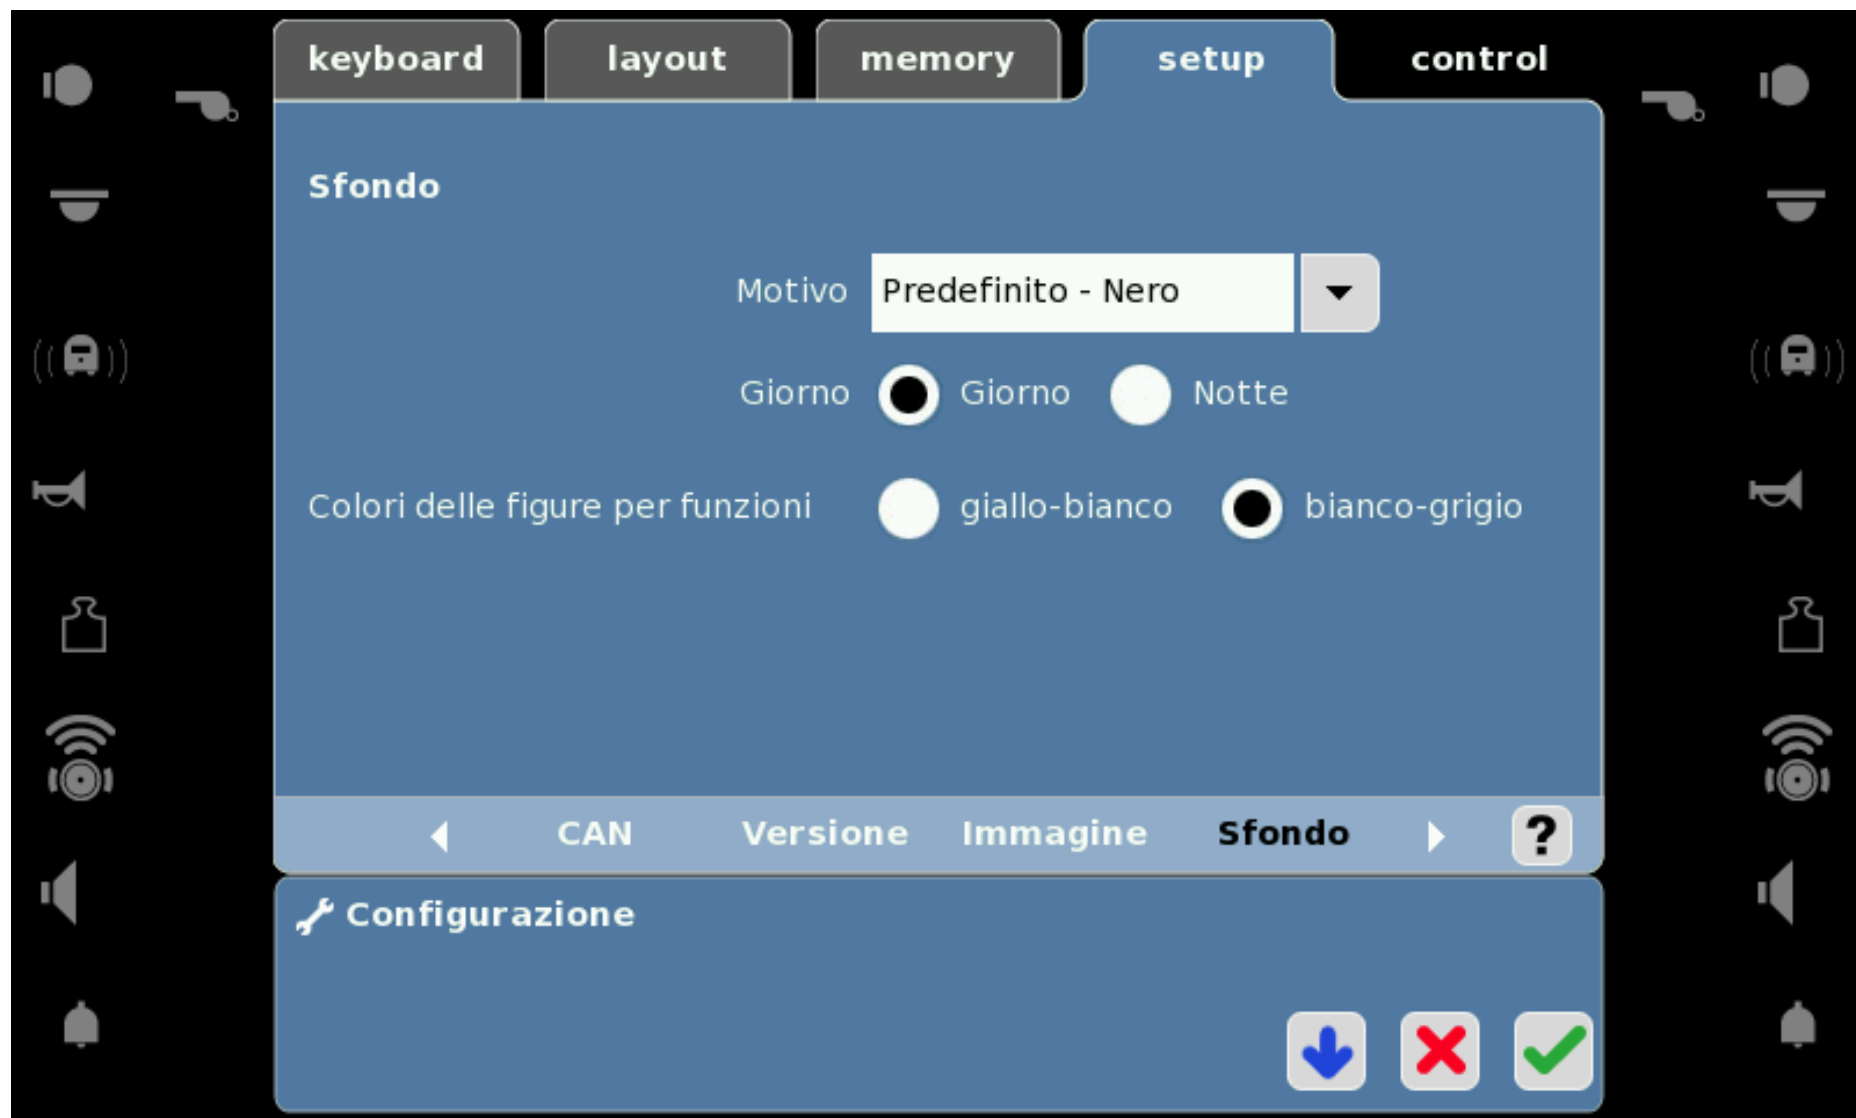 keyboard layout memory setup control
Sfondo
Motivo Predefinito - Nero
Giorno Giorno Notte
Colori delle figure per funzioni giallo-bianco bianco-grigio
CAN Versione Immagine Sfondo ?
Configurazione